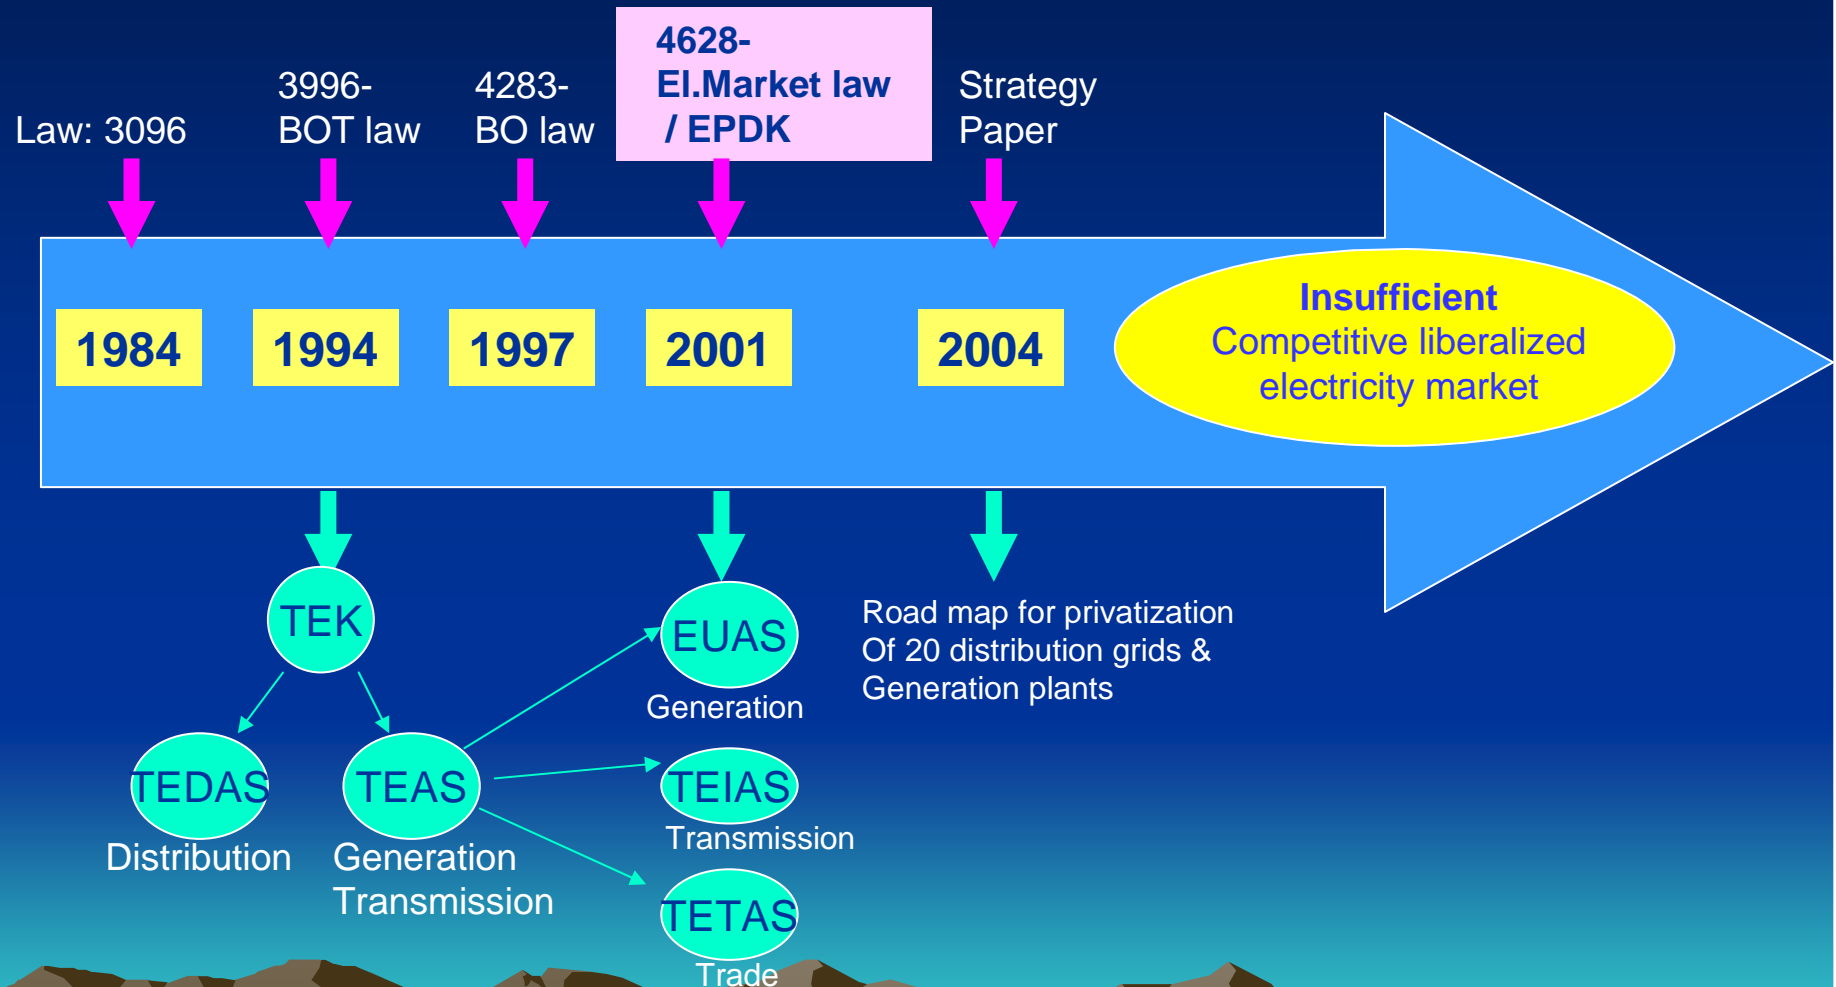 Law: 3096
3996-
BOT law
4283-
BO law
4628-
El.Market law
/ EPDK
Strategy
Paper
1984
1994
1997
2001
2004
Insufficient
Competitive liberalized
electricity market
TEK
TEDAS
Distribution
TEAS
Generation
Transmission
EUAS
Generation
TEIAS
Transmission
TETAS
Trade
Road map for privatization
Of 20 distribution grids &
Generation plants